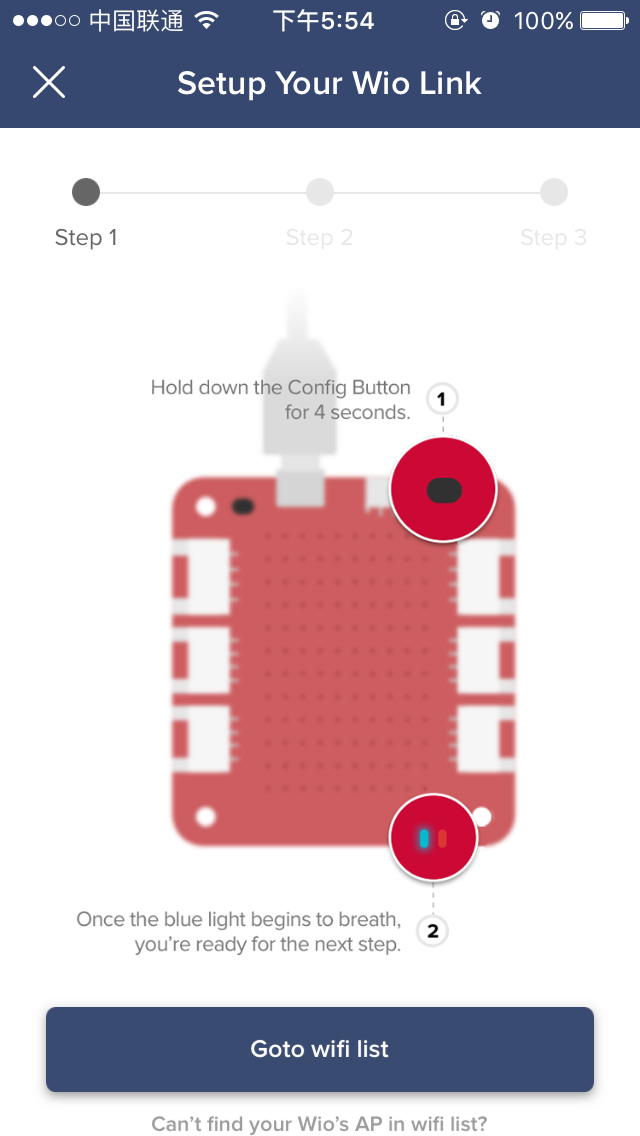 中国联通 下午5:54 100%
Setup Your Wio Link
Step 1 Step 2 Step 3
Hold down the Config Button
for 4 seconds.
1
Once the blue light begins to breath,
you're ready for the next step.
2
Goto wifi list
Can't find your Wio's AP in wifi list?